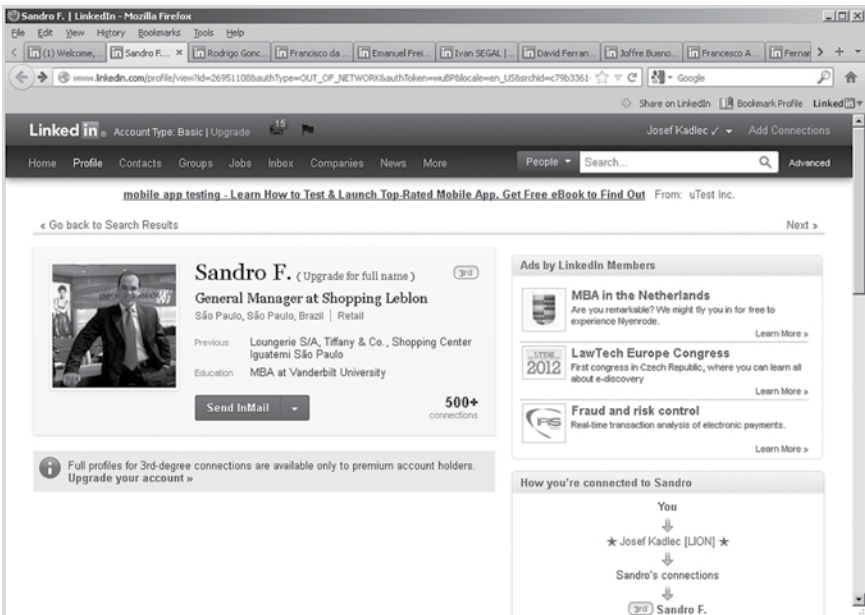 Sandro F. | LinkedIn - Mozilla Firefox
File Edit View History Bookmarks Tools Help
(1) Welcome,... Sandro F.... × Rodrigo Gonc... Francisco da ... Emanuel Frei... Ivan SEGAL |... David Ferran... Joffre Bueno... Francesco A... Fernar
www.linkedin.com/profile/view?id=26951108&authType=OUT_OF_NETWORK&authToken=wuBP&locale=en_US&srchid=c79b3361- Google
Share on LinkedIn Bookmark Profile LinkedIn
LinkedIn Account Type: Basic | Upgrade 15 Josef Kadlec ✓ Add Connections
Home Profile Contacts Groups Jobs Inbox Companies News More People Search... Advanced
mobile app testing - Learn How to Test & Launch Top-Rated Mobile App. Get Free eBook to Find Out From: uTest Inc.
« Go back to Search Results Next »
Sandro F. (Upgrade for full name) 3rd
General Manager at Shopping Leblon
São Paulo, São Paulo, Brazil | Retail
Previous Loungerie S/A, Tiffany & Co., Shopping Center
Iguatemi São Paulo
Education MBA at Vanderbilt University
Send InMail 500+
connections
Full profiles for 3rd-degree connections are available only to premium account holders.
Upgrade your account »
Ads by LinkedIn Members
MBA in the Netherlands
Are you remarkable? We might fly you in for free to
experience Nyenrode.
Learn More »
2012
LawTech Europe Congress
First congress in Czech Republic, where you can learn all
about e-discovery
Learn More »
Fraud and risk control
Real-time transaction analysis of electronic payments.
Learn More »
How you're connected to Sandro
You
★ Josef Kadlec [LION] ★
Sandro's connections
3rd Sandro F.